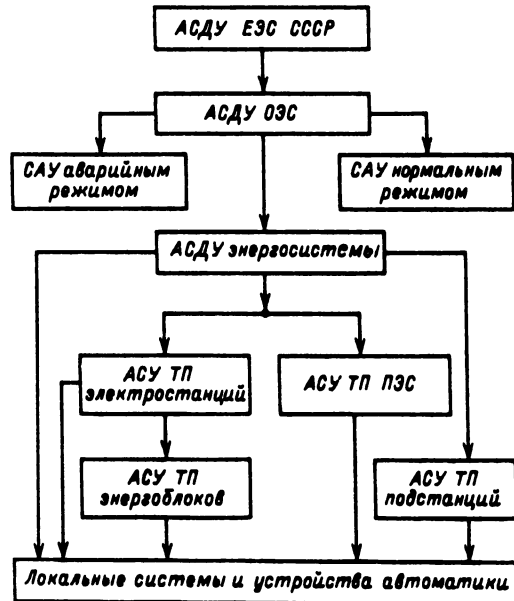 АСДУ ЕЭС СССР
АСДУ ОЭС
САУ аварийным
режимом
САУ нормальным
режимом
АСДУ энергосистемы
АСУ ТП
электростанций
АСУ ТП ПЭС
АСУ ТП
энергоблоков
АСУ ТП
подстанций
Локальные системы и устройства автоматики